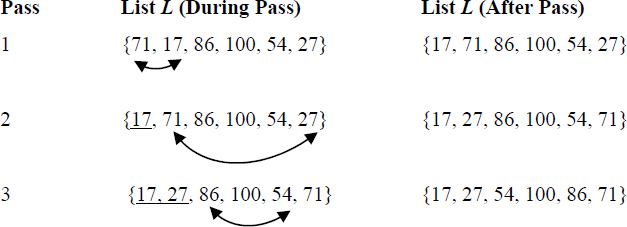 Pass List L (During Pass) List L (After Pass)
1 {71, 17, 86, 100, 54, 27} {17, 71, 86, 100, 54, 27}
2 {17, 71, 86, 100, 54, 27} {17, 27, 86, 100, 54, 71}
3 {17, 27, 86, 100, 54, 71} {17, 27, 54, 100, 86, 71}